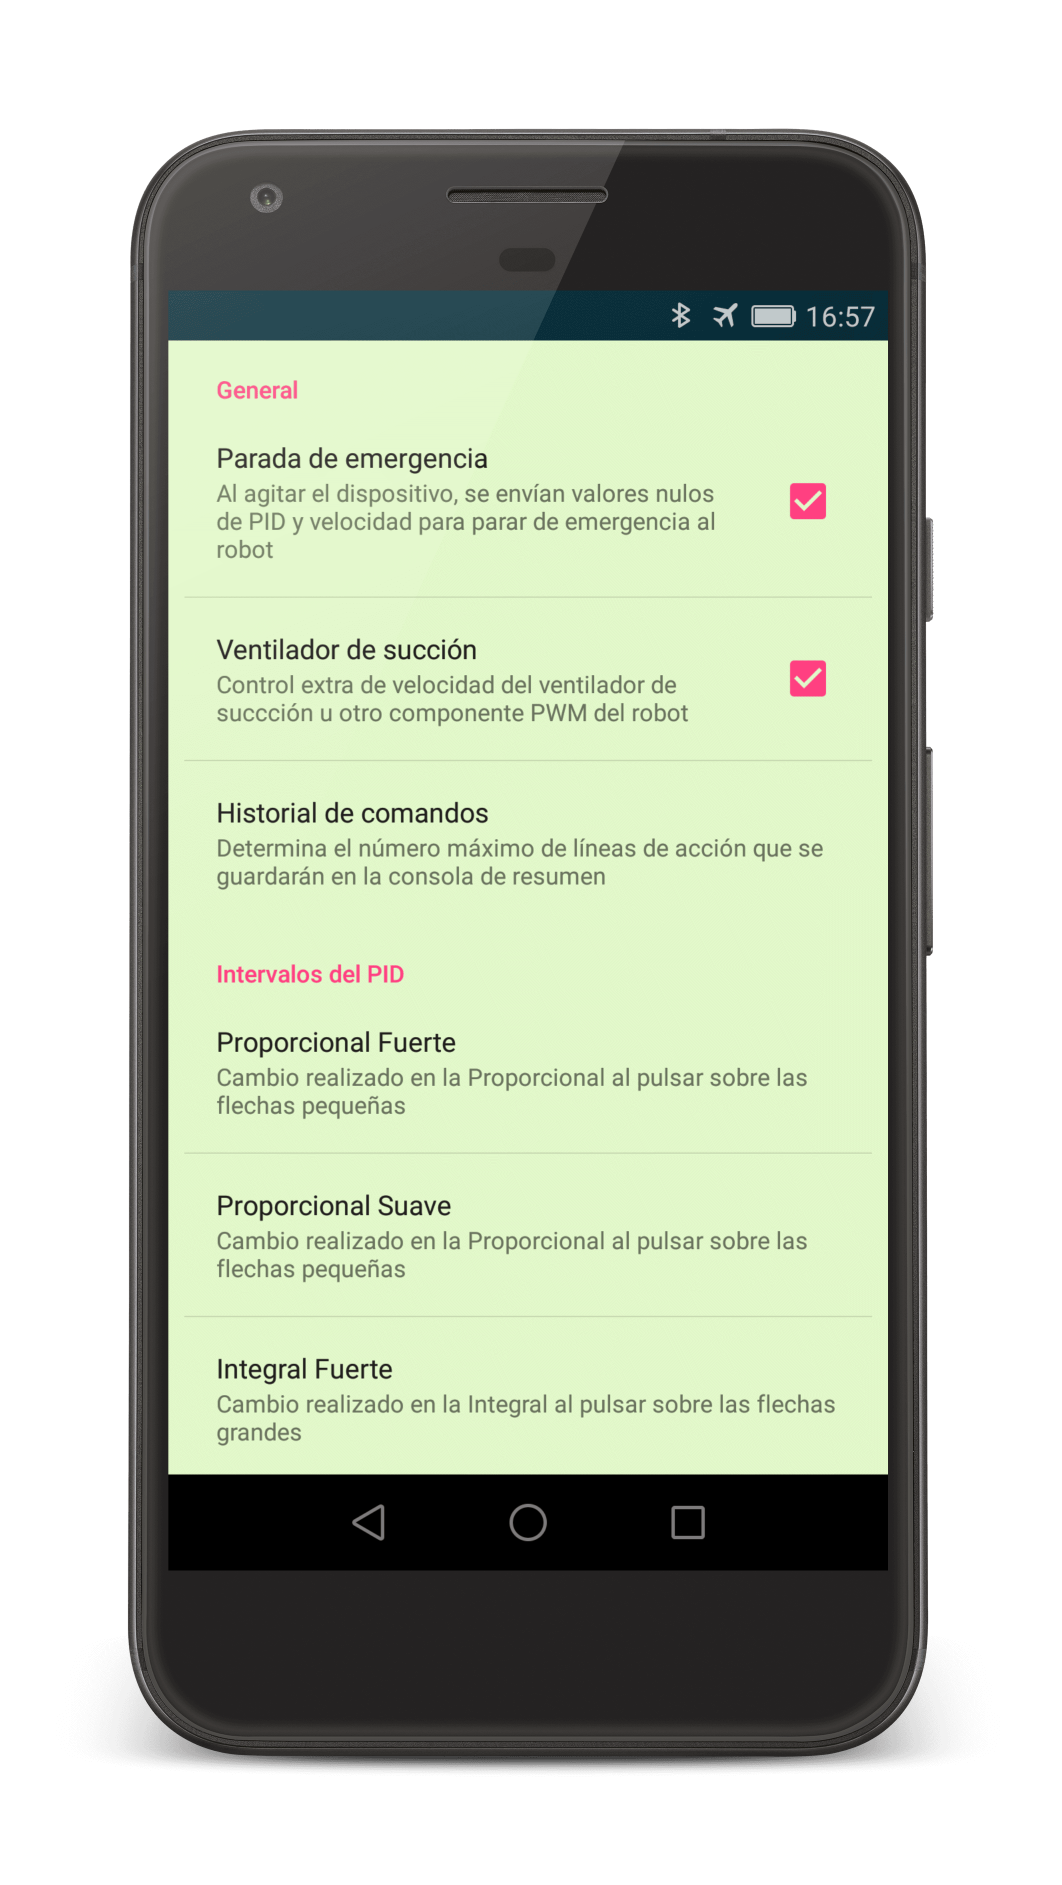 16:57
General
Parada de emergencia
Al agitar el dispositivo, se envían valores nulos
de PID y velocidad para parar de emergencia al
robot
Ventilador de succión
Control extra de velocidad del ventilador de
succción u otro componente PWM del robot
Historial de comandos
Determina el número máximo de líneas de acción que se
guardarán en la consola de resumen
Intervalos del PID
Proporcional Fuerte
Cambio realizado en la Proporcional al pulsar sobre las
flechas pequeñas
Proporcional Suave
Cambio realizado en la Proporcional al pulsar sobre las
flechas pequeñas
Integral Fuerte
Cambio realizado en la Integral al pulsar sobre las flechas
grandes